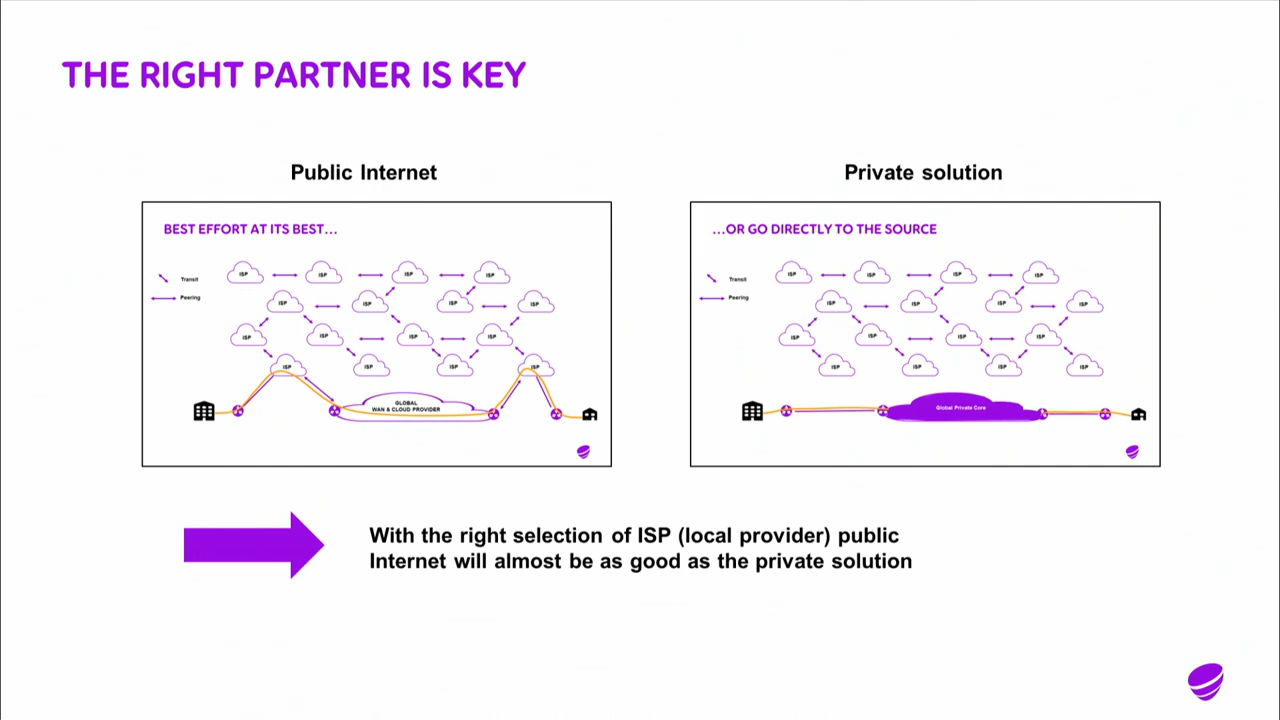 THE RIGHT PARTNER IS KEY
Public Internet
Private solution
BEST EFFORT AT ITS BEST...
Transit
Peering
ISP ISP ISP ISP
ISP ISP ISP ISP
ISP ISP ISP ISP
ISP ISP ISP ISP
GLOBAL
WAN & CLOUD PROVIDER
...OR GO DIRECTLY TO THE SOURCE
Transit
Peering
ISP ISP ISP ISP
ISP ISP ISP ISP
ISP ISP ISP ISP
ISP ISP ISP ISP
Global Private Core
With the right selection of ISP (local provider) public
Internet will almost be as good as the private solution